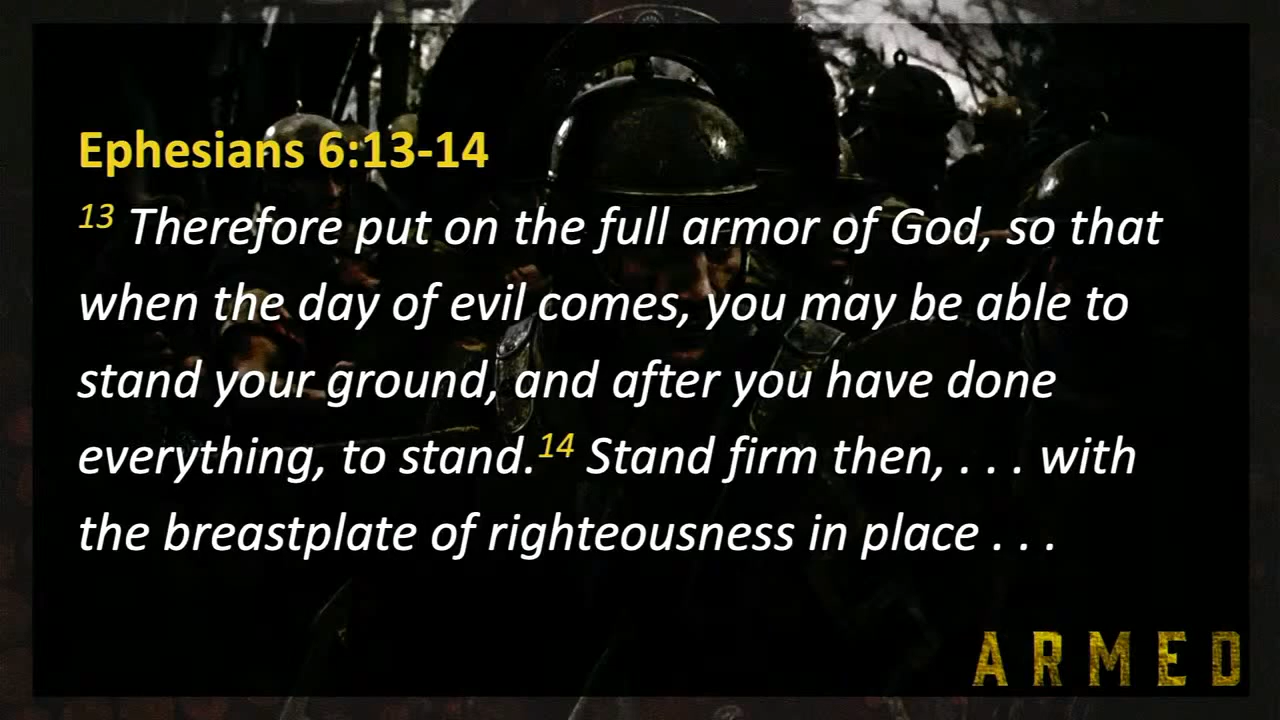 Ephesians 6:13-14
13 Therefore put on the full armor of God, so that
when the day of evil comes, you may be able to
stand your ground, and after you have done
everything, to stand.14 Stand firm then, . . . with
the breastplate of righteousness in place . . .
ARMED